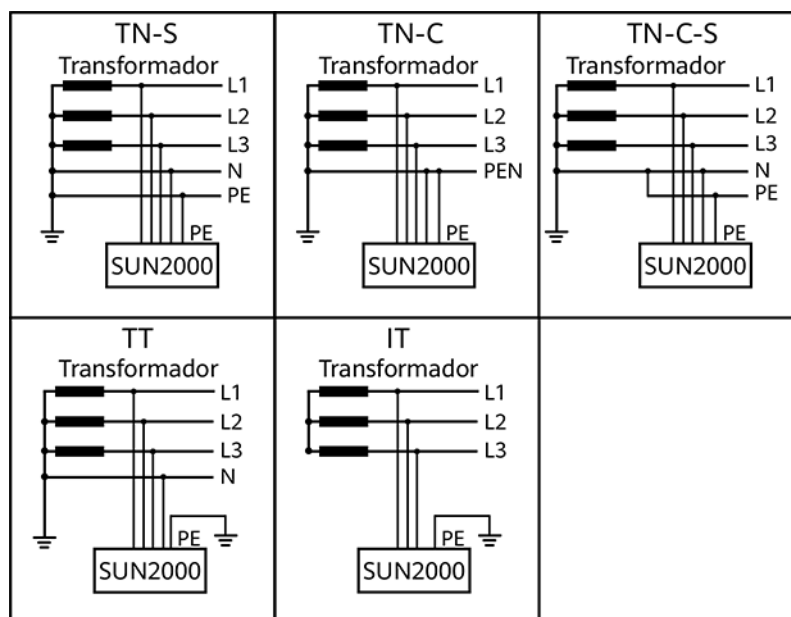 TN-S
Transformador
L1
L2
L3
N
PE
PE
SUN2000
TN-C
Transformador
L1
L2
L3
PEN
PE
SUN2000
TN-C-S
Transformador
L1
L2
L3
N
PE
PE
SUN2000
TT
Transformador
L1
L2
L3
N
PE
SUN2000
IT
Transformador
L1
L2
L3
PE
SUN2000